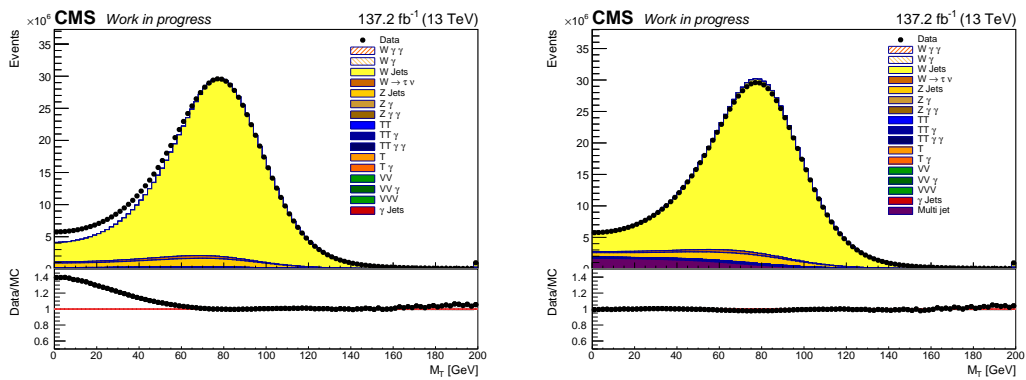 ×10⁶ CMS Work in progress 137.2 fb⁻¹ (13 TeV)
Events
35
30
25
20
15
10
5
0
Data
W γ γ
W γ
W Jets
W → τ ν
Z Jets
Z γ
Z γ γ
TT
TT γ
TT γ γ
T
T γ
VV
VV γ
VVV
γ Jets
Data/MC
1.4
1.2
1
0.8
0.6
0 20 40 60 80 100 120 140 160 180 200
M_T [GeV]
×10⁶ CMS Work in progress 137.2 fb⁻¹ (13 TeV)
Events
35
30
25
20
15
10
5
0
Data
W γ γ
W γ
W Jets
W → τ ν
Z Jets
Z γ
Z γ γ
TT
TT γ
TT γ γ
T
T γ
VV
VV γ
VVV
γ Jets
Multi jet
Data/MC
1.4
1.2
1
0.8
0.6
0 20 40 60 80 100 120 140 160 180 200
M_T [GeV]